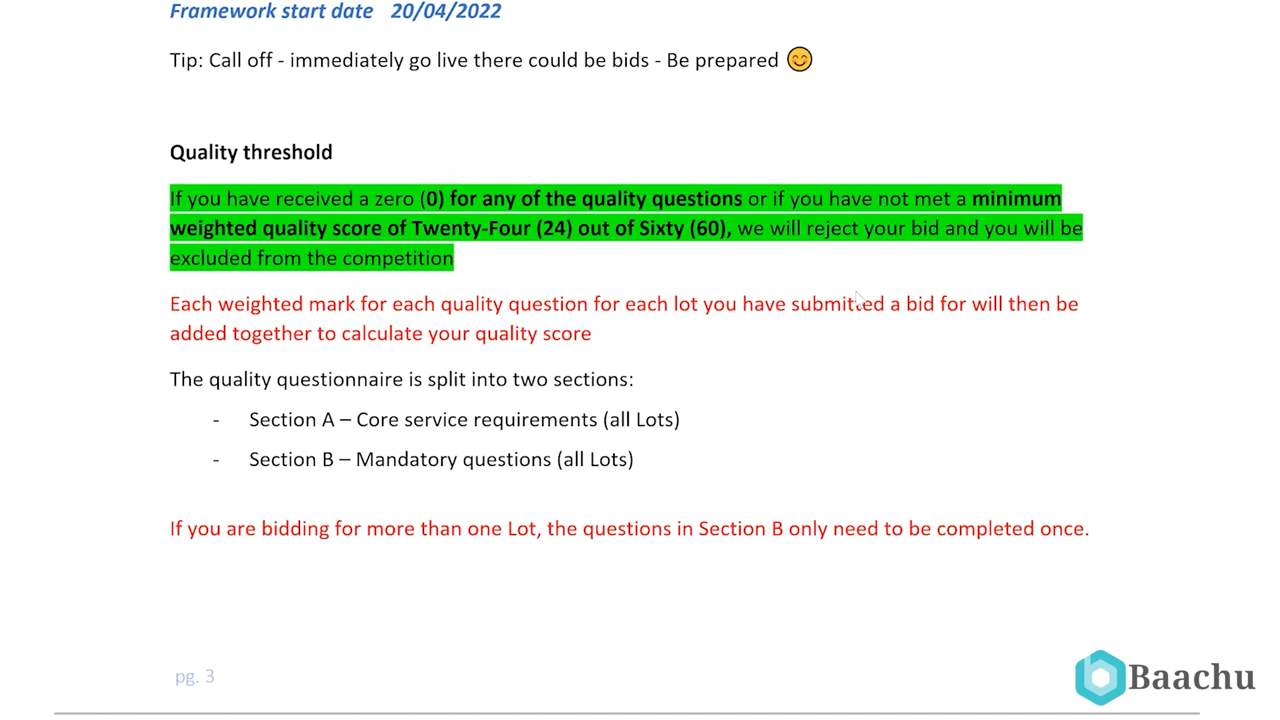 Framework start date 20/04/2022
Tip: Call off - immediately go live there could be bids - Be prepared 😊
Quality threshold
If you have received a zero (0) for any of the quality questions or if you have not met a minimum
weighted quality score of Twenty-Four (24) out of Sixty (60), we will reject your bid and you will be
excluded from the competition
Each weighted mark for each quality question for each lot you have submitted a bid for will then be
added together to calculate your quality score
The quality questionnaire is split into two sections:
- Section A – Core service requirements (all Lots)
- Section B – Mandatory questions (all Lots)
If you are bidding for more than one Lot, the questions in Section B only need to be completed once.
pg. 3
Baachu